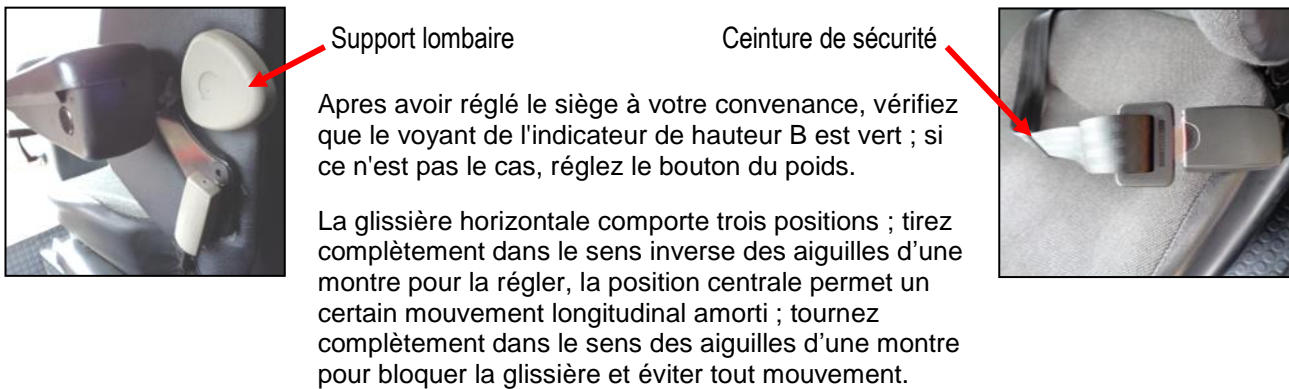 Support lombaire
Ceinture de sécurité
Apres avoir réglé le siège à votre convenance, vérifiez
que le voyant de l'indicateur de hauteur B est vert ; si
ce n'est pas le cas, réglez le bouton du poids.
La glissière horizontale comporte trois positions ; tirez
complètement dans le sens inverse des aiguilles d’une
montre pour la régler, la position centrale permet un
certain mouvement longitudinal amorti ; tournez
complètement dans le sens des aiguilles d’une montre
pour bloquer la glissière et éviter tout mouvement.